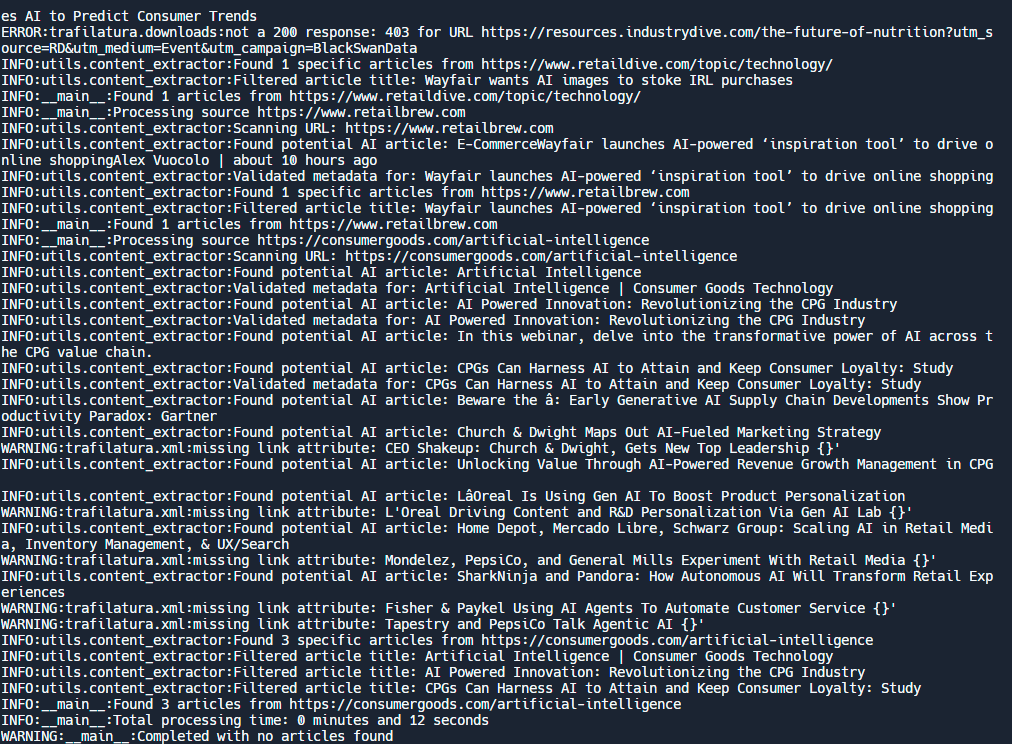 es AI to Predict Consumer Trends
ERROR:trafilatura.downloads:not a 200 response: 403 for URL https://resources.industrydive.com/the-future-of-nutrition?utm_s
ource=RD&utm_medium=Event&utm_campaign=BlackSwanData
INFO:utils.content_extractor:Found 1 specific articles from https://www.retaildive.com/topic/technology/
INFO:utils.content_extractor:Filtered article title: Wayfair wants AI images to stoke IRL purchases
INFO:__main__:Found 1 articles from https://www.retaildive.com/topic/technology/
INFO:__main__:Processing source https://www.retailbrew.com
INFO:utils.content_extractor:Scanning URL: https://www.retailbrew.com
INFO:utils.content_extractor:Found potential AI article: E-CommerceWayfair launches AI-powered ‘inspiration tool’ to drive o
nline shoppingAlex Vuocolo | about 10 hours ago
INFO:utils.content_extractor:Validated metadata for: Wayfair launches AI-powered ‘inspiration tool’ to drive online shopping
INFO:utils.content_extractor:Found 1 specific articles from https://www.retailbrew.com
INFO:utils.content_extractor:Filtered article title: Wayfair launches AI-powered ‘inspiration tool’ to drive online shopping
INFO:__main__:Found 1 articles from https://www.retailbrew.com
INFO:__main__:Processing source https://consumergoods.com/artificial-intelligence
INFO:utils.content_extractor:Scanning URL: https://consumergoods.com/artificial-intelligence
INFO:utils.content_extractor:Found potential AI article: Artificial Intelligence
INFO:utils.content_extractor:Validated metadata for: Artificial Intelligence | Consumer Goods Technology
INFO:utils.content_extractor:Found potential AI article: AI Powered Innovation: Revolutionizing the CPG Industry
INFO:utils.content_extractor:Validated metadata for: AI Powered Innovation: Revolutionizing the CPG Industry
INFO:utils.content_extractor:Found potential AI article: In this webinar, delve into the transformative power of AI across t
he CPG value chain.
INFO:utils.content_extractor:Found potential AI article: CPGs Can Harness AI to Attain and Keep Consumer Loyalty: Study
INFO:utils.content_extractor:Validated metadata for: CPGs Can Harness AI to Attain and Keep Consumer Loyalty: Study
INFO:utils.content_extractor:Found potential AI article: Beware the â: Early Generative AI Supply Chain Developments Show Pr
oductivity Paradox: Gartner
INFO:utils.content_extractor:Found potential AI article: Church & Dwight Maps Out AI-Fueled Marketing Strategy
WARNING:trafilatura.xml:missing link attribute: CEO Shakeup: Church & Dwight, Gets New Top Leadership {}'
INFO:utils.content_extractor:Found potential AI article: Unlocking Value Through AI-Powered Revenue Growth Management in CPG
INFO:utils.content_extractor:Found potential AI article: LâOreal Is Using Gen AI To Boost Product Personalization
WARNING:trafilatura.xml:missing link attribute: L'Oreal Driving Content and R&D Personalization Via Gen AI Lab {}'
INFO:utils.content_extractor:Found potential AI article: Home Depot, Mercado Libre, Schwarz Group: Scaling AI in Retail Medi
a, Inventory Management, & UX/Search
WARNING:trafilatura.xml:missing link attribute: Mondelez, PepsiCo, and General Mills Experiment With Retail Media {}'
INFO:utils.content_extractor:Found potential AI article: SharkNinja and Pandora: How Autonomous AI Will Transform Retail Exp
eriences
WARNING:trafilatura.xml:missing link attribute: Fisher & Paykel Using AI Agents To Automate Customer Service {}'
WARNING:trafilatura.xml:missing link attribute: Tapestry and PepsiCo Talk Agentic AI {}'
INFO:utils.content_extractor:Found 3 specific articles from https://consumergoods.com/artificial-intelligence
INFO:utils.content_extractor:Filtered article title: Artificial Intelligence | Consumer Goods Technology
INFO:utils.content_extractor:Filtered article title: AI Powered Innovation: Revolutionizing the CPG Industry
INFO:utils.content_extractor:Filtered article title: CPGs Can Harness AI to Attain and Keep Consumer Loyalty: Study
INFO:__main__:Found 3 articles from https://consumergoods.com/artificial-intelligence
INFO:__main__:Total processing time: 0 minutes and 12 seconds
WARNING:__main__:Completed with no articles found